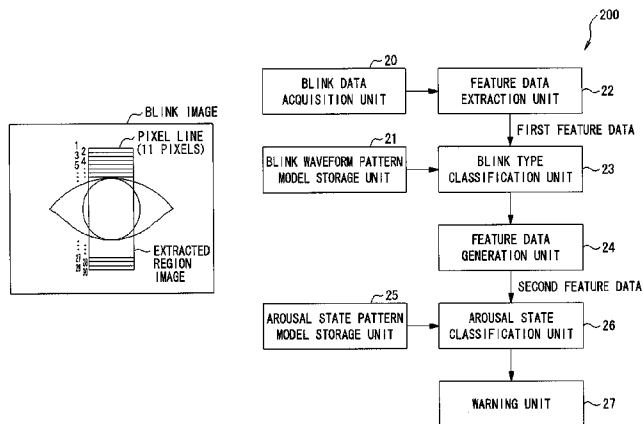 200
20
BLINK DATA
ACQUISITION UNIT
FEATURE DATA
EXTRACTION UNIT
22
BLINK IMAGE
PIXEL LINE
(11 PIXELS)
1
2
3
4
5
EXTRACTED
REGION
IMAGE
FIRST FEATURE DATA
21
BLINK WAVEFORM PATTERN
MODEL STORAGE UNIT
BLINK TYPE
CLASSIFICATION UNIT
23
FEATURE DATA
GENERATION UNIT
24
SECOND FEATURE DATA
25
AROUSAL STATE PATTERN
MODEL STORAGE UNIT
AROUSAL STATE
CLASSIFICATION UNIT
26
WARNING UNIT
27